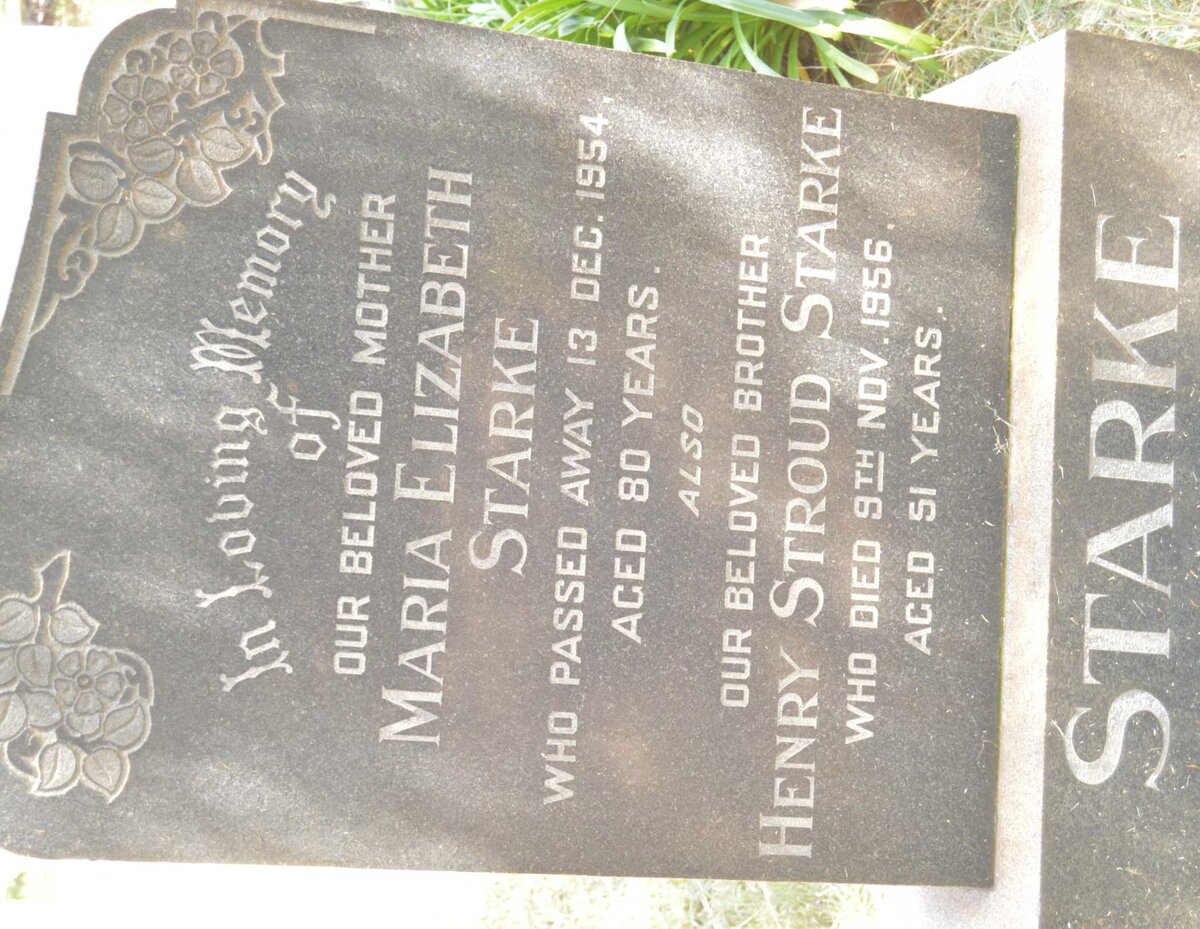 In Loving Memory
of
OUR BELOVED MOTHER
MARIA ELIZABETH
STARKE
WHO PASSED AWAY 13 DEC. 1954.
AGED 80 YEARS.
ALSO
OUR BELOVED BROTHER
HENRY STROUD STARKE
WHO DIED 9TH NOV. 1956.
AGED 51 YEARS.
STARKE